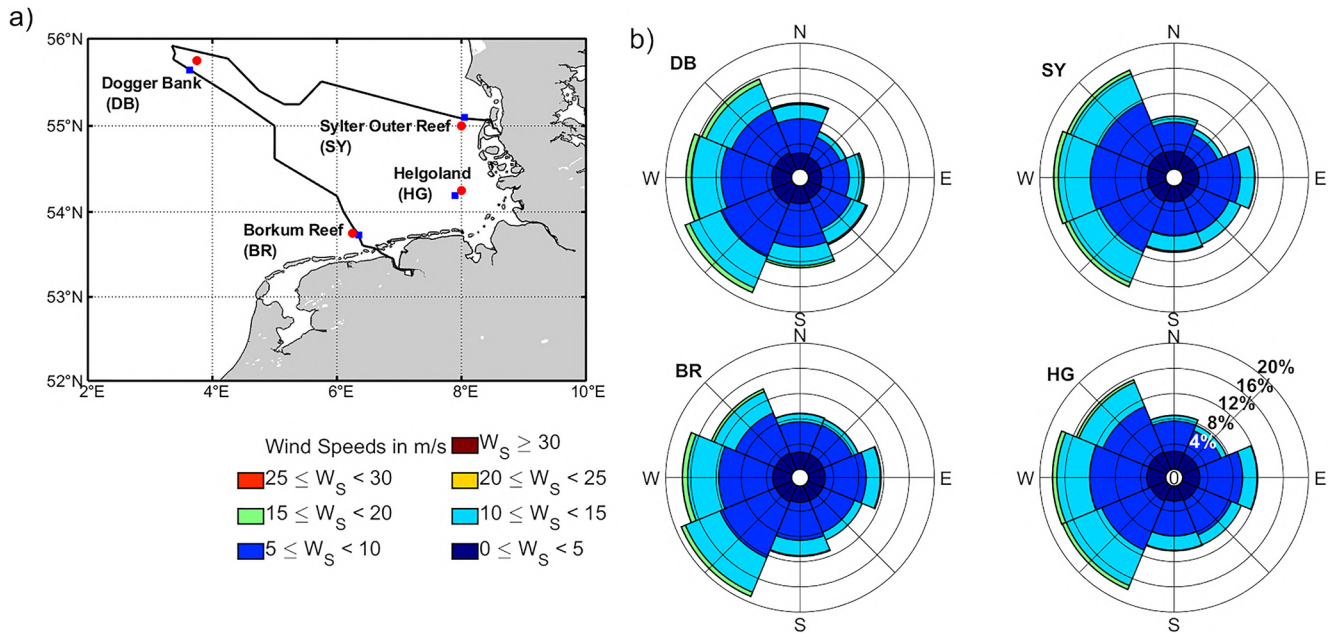 a)
56°N
55°N
54°N
53°N
52°N
2°E
4°E
6°E
8°E
10°E
Dogger Bank
(DB)
Sylter Outer Reef
(SY)
Helgoland
(HG)
Borkum Reef
(BR)
Wind Speeds in m/s
W_S ≥ 30
25 ≤ W_S < 30
20 ≤ W_S < 25
15 ≤ W_S < 20
10 ≤ W_S < 15
5 ≤ W_S < 10
0 ≤ W_S < 5
b)
DB
N
W
E
S
SY
N
W
E
S
BR
N
W
E
S
HG
N
W
E
S
20%
16%
12%
8%
4%
0